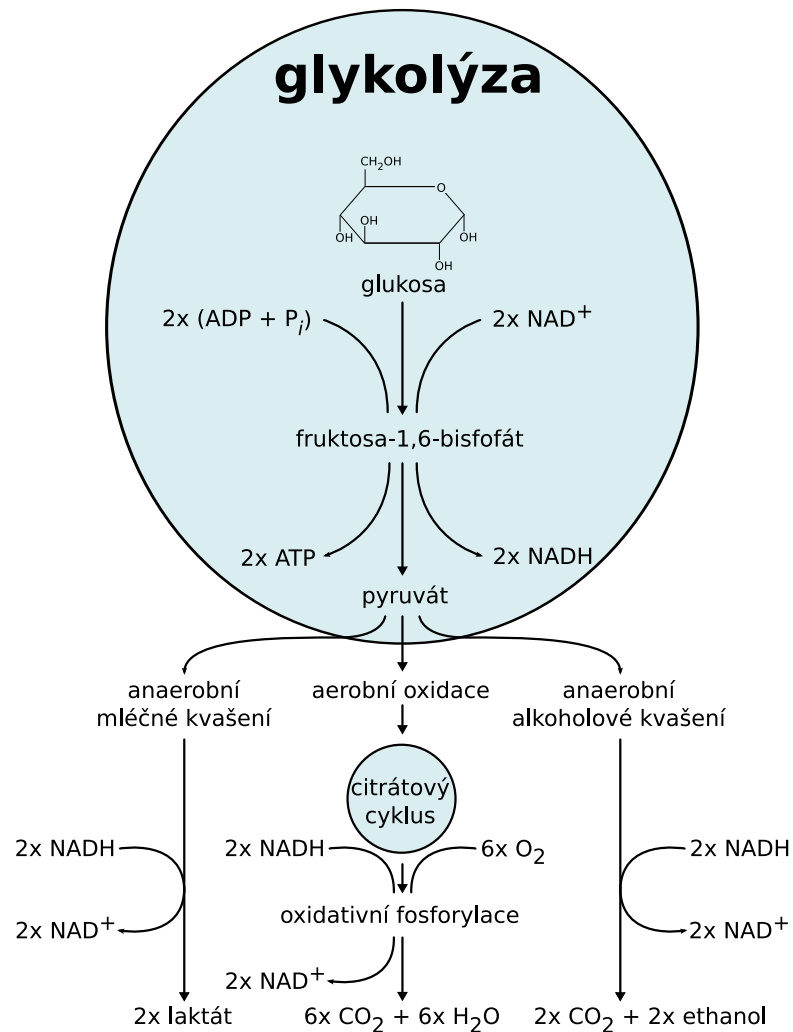 glykolýza
CH2OH
O
OH
OH
OH
OH
glukosa
2x (ADP + Pi)
2x NAD+
fruktosa-1,6-bisfofát
2x ATP
2x NADH
pyruvát
anaerobní
mléčné kvašení
aerobní oxidace
anaerobní
alkoholové kvašení
citrátový
cyklus
2x NADH
2x NADH
6x O2
2x NADH
2x NAD+
oxidativní fosforylace
2x NAD+
2x NAD+
2x laktát
6x CO2 + 6x H2O
2x CO2 + 2x ethanol